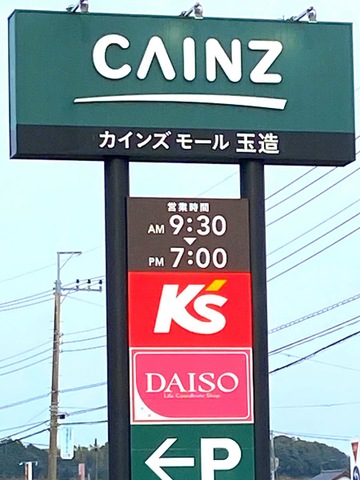 CAINZ
カインズ モール 玉造
営業時間
AM 9:30
▼
PM 7:00
K's
DAISO
Life Consultants Shop
←P